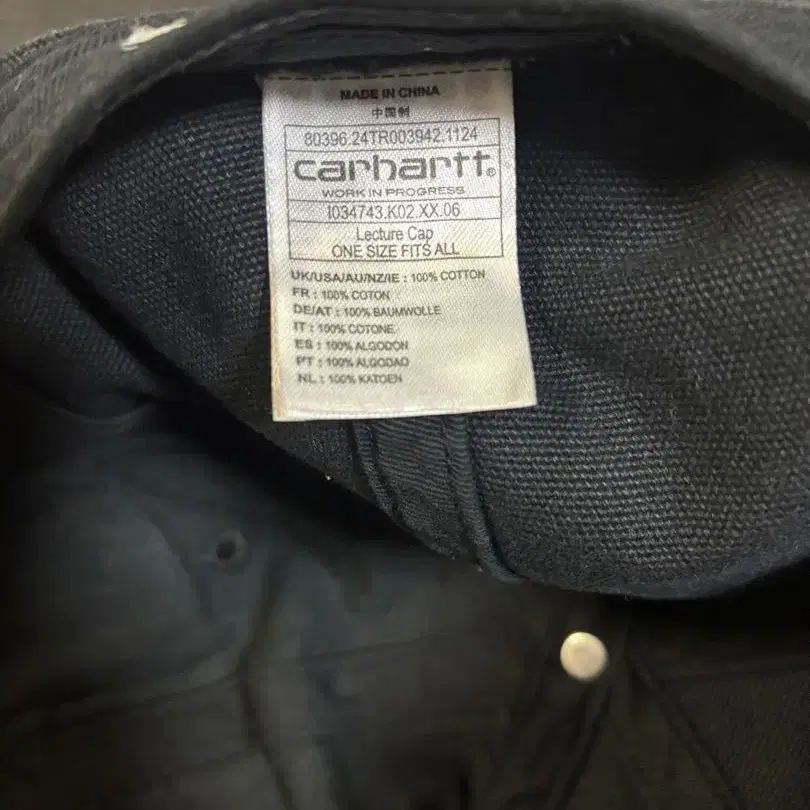 MADE IN CHINA
中国制
80396.24TR003942.1124
carhartt®
WORK IN PROGRESS
I034743.K02.XX.06
Lecture Cap
ONE SIZE FITS ALL
UK/USA/AU/NZ/IE : 100% COTTON
FR : 100% COTON
DE/AT : 100% BAUMWOLLE
IT : 100% COTONE
ES : 100% ALGODON
PT : 100% ALGODAO
NL : 100% KATOEN